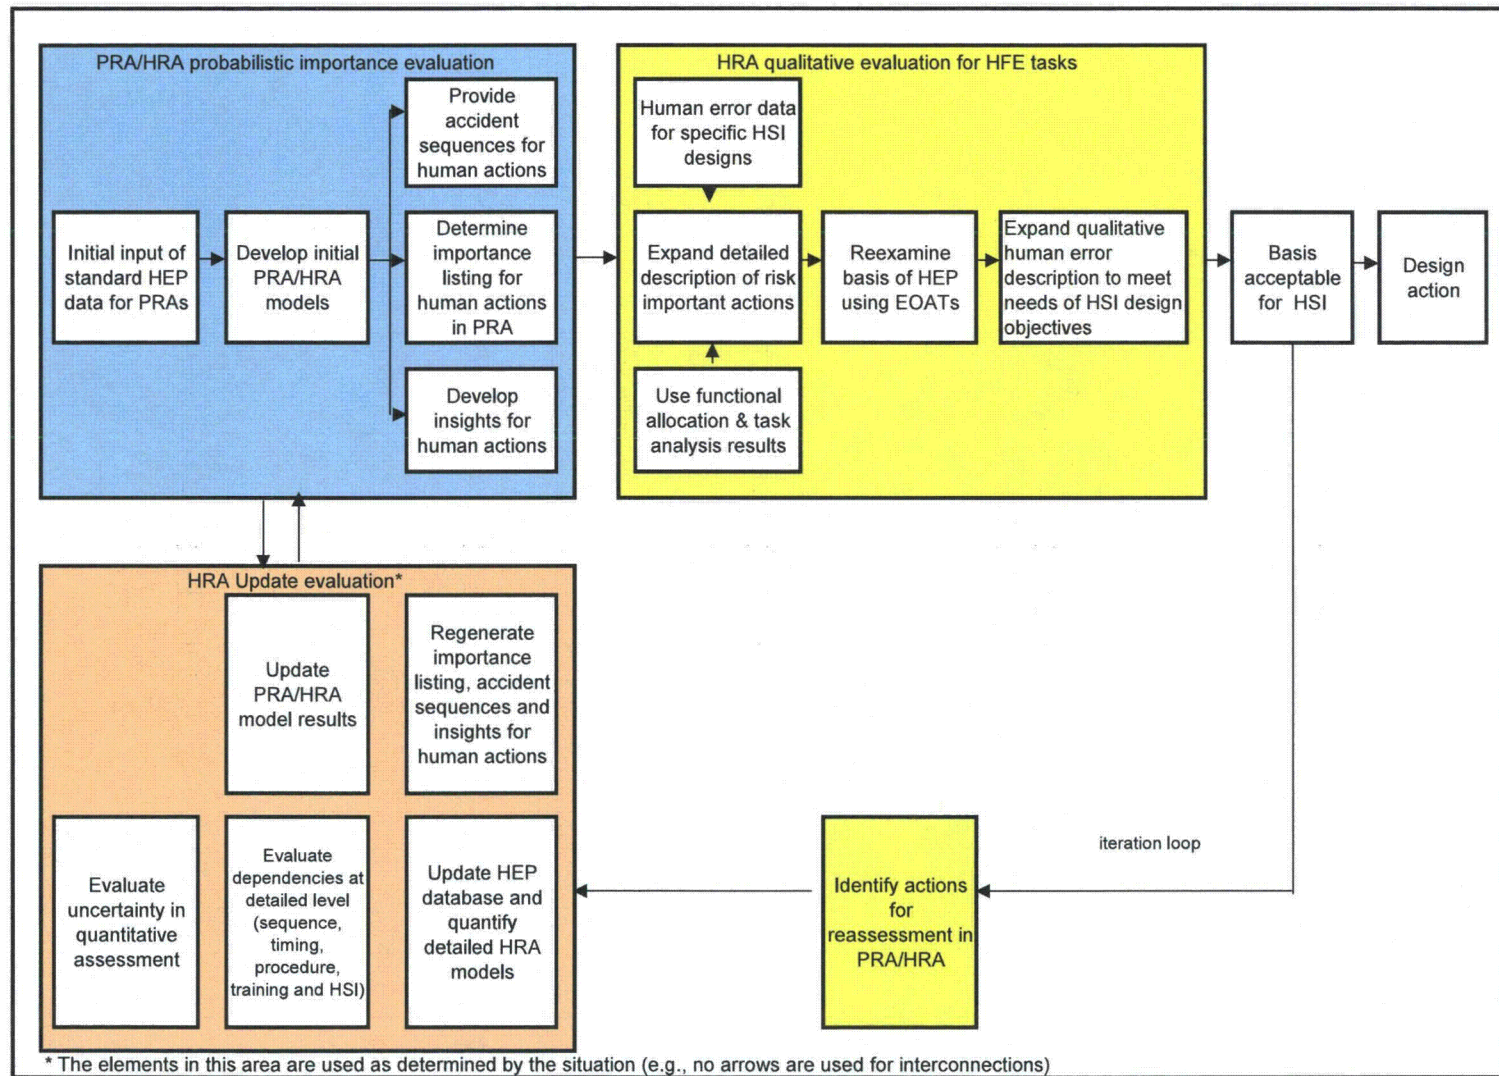 PRA/HRA probabilistic importance evaluation
Provide
accident
sequences for
human actions
Initial input of
standard HEP
data for PRAs
Develop initial
PRA/HRA
models
Determine
importance
listing for
human actions
in PRA
Develop
insights for
human actions
HRA qualitative evaluation for HFE tasks
Human error data
for specific HSI
designs
Expand detailed
description of risk
important actions
Reexamine
basis of HEP
using EOATs
Expand qualitative
human error
description to meet
needs of HSI design
objectives
Use functional
allocation & task
analysis results
Basis
acceptable
for HSI
Design
action
HRA Update evaluation*
Update
PRA/HRA
model results
Regenerate
importance
listing, accident
sequences and
insights for
human actions
Evaluate
uncertainty in
quantitative
assessment
Evaluate
dependencies at
detailed level
(sequence,
timing,
procedure,
training and HSI)
Update HEP
database and
quantify
detailed HRA
models
Identify actions
for
reassessment in
PRA/HRA
iteration loop
* The elements in this area are used as determined by the situation (e.g., no arrows are used for interconnections)